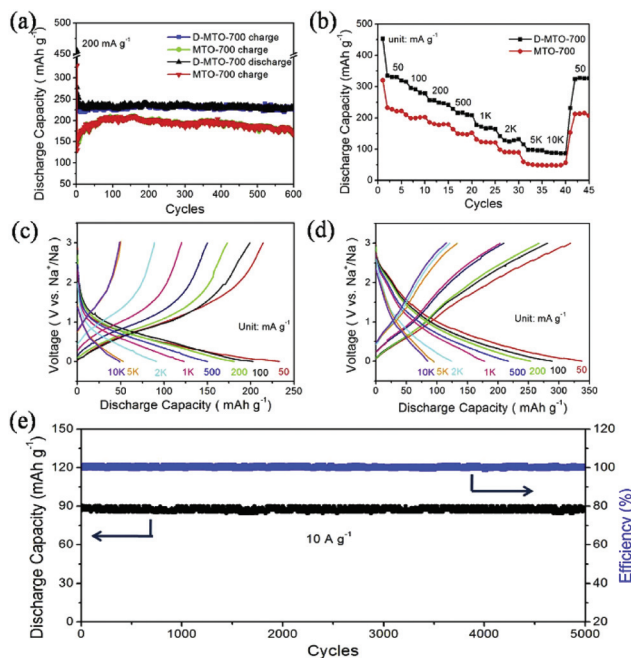 (a)
200 mA g-1
D-MTO-700 charge
MTO-700 charge
D-MTO-700 discharge
MTO-700 charge
Discharge Capacity ( mAh g-1)
450
400
250
200
150
100
50
0 100 200 300 400 500 600
Cycles
(b)
unit: mA g-1
D-MTO-700
MTO-700
50 100 200 500 1K 2K 5K 10K 50
Discharge Capacity (mAh g-1)
500
400
300
200
100
0
0 5 10 15 20 25 30 35 40 45
Cycles
(c)
Unit: mA g-1
Voltage ( V vs. Na+/Na)
3
2
1
0
10K 5K 2K 1K 500 200 100 50
0 50 100 150 200 250
Discharge Capacity ( mAh g-1)
(d)
Unit: mA g-1
Voltage ( V vs. Na+/Na)
3
2
1
0
10K 5K 2K 1K 500 200 100 50
0 50 100 150 200 250 300 350
Discharge Capacity ( mAh g-1)
(e)
10 A g-1
Discharge Capacity (mAh g-1)
150
120
90
60
30
0
Efficiency (%)
120
100
80
60
40
20
0 1000 2000 3000 4000 5000
Cycles